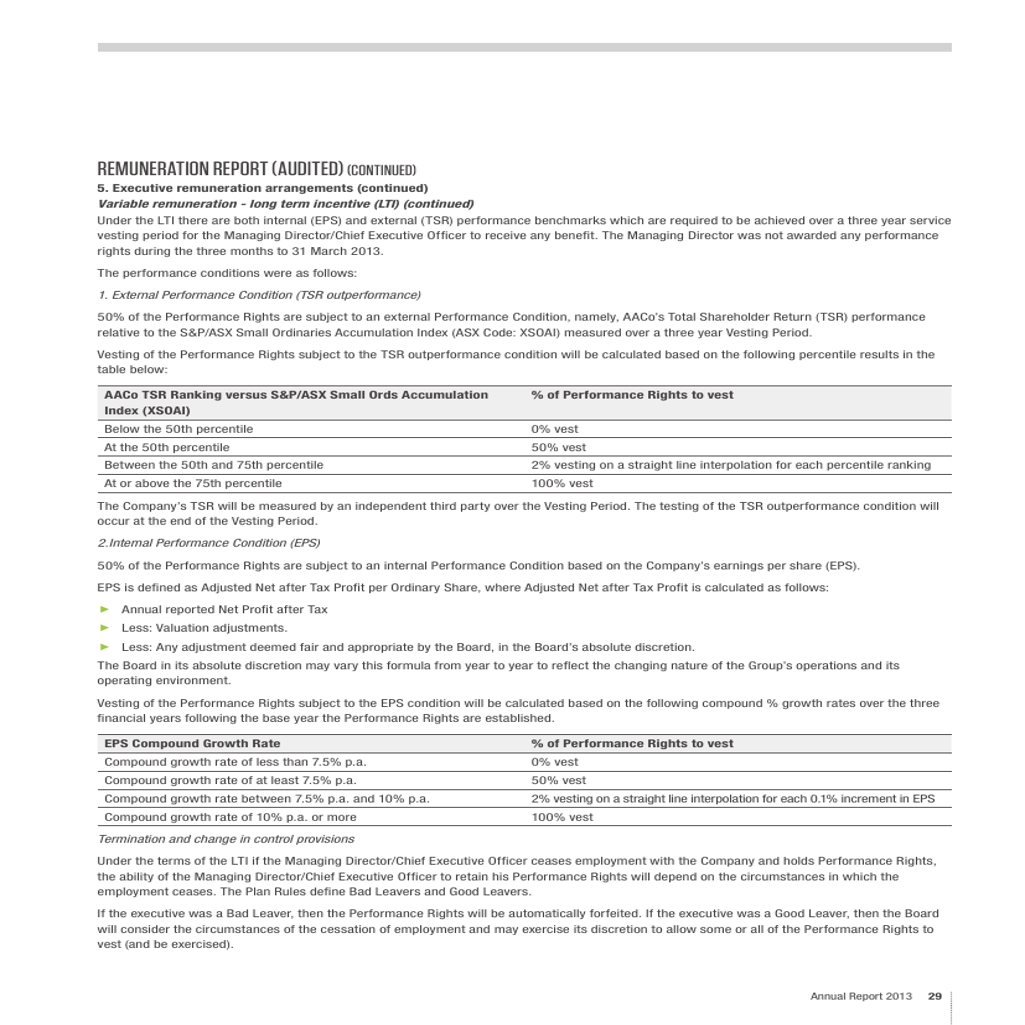 REMUNERATION REPORT (AUDITED) (CONTINUED)
5. Executive remuneration arrangements (continued)
Variable remuneration - long term incentive (LTI) (continued)
Under the LTI there are both internal (EPS) and external (TSR) performance benchmarks which are required to be achieved over a three year service
vesting period for the Managing Director/Chief Executive Officer to receive any benefit. The Managing Director was not awarded any performance
rights during the three months to 31 March 2013.
The performance conditions were as follows:
1. External Performance Condition (TSR outperformance)
50% of the Performance Rights are subject to an external Performance Condition, namely, AACo's Total Shareholder Return (TSR) performance
relative to the S&P/ASX Small Ordinaries Accumulation Index (ASX Code: XSOAI) measured over a three year Vesting Period.
Vesting of the Performance Rights subject to the TSR outperformance condition will be calculated based on the following percentile results in the
table below:
AACo TSR Ranking versus S&P/ASX Small Ords Accumulation % of Performance Rights to vest
Index (XSOAI)
Below the 50th percentile 0% vest
At the 50th percentile 50% vest
Between the 50th and 75th percentile 2% vesting on a straight line interpolation for each percentile ranking
At or above the 75th percentile 100% vest
The Company's TSR will be measured by an independent third party over the Vesting Period. The testing of the TSR outperformance condition will
occur at the end of the Vesting Period.
2.Internal Performance Condition (EPS)
50% of the Performance Rights are subject to an internal Performance Condition based on the Company's earnings per share (EPS).
EPS is defined as Adjusted Net after Tax Profit per Ordinary Share, where Adjusted Net after Tax Profit is calculated as follows:
► Annual reported Net Profit after Tax
► Less: Valuation adjustments.
► Less: Any adjustment deemed fair and appropriate by the Board, in the Board's absolute discretion.
The Board in its absolute discretion may vary this formula from year to year to reflect the changing nature of the Group's operations and its
operating environment.
Vesting of the Performance Rights subject to the EPS condition will be calculated based on the following compound % growth rates over the three
financial years following the base year the Performance Rights are established.
EPS Compound Growth Rate % of Performance Rights to vest
Compound growth rate of less than 7.5% p.a. 0% vest
Compound growth rate of at least 7.5% p.a. 50% vest
Compound growth rate between 7.5% p.a. and 10% p.a. 2% vesting on a straight line interpolation for each 0.1% increment in EPS
Compound growth rate of 10% p.a. or more 100% vest
Termination and change in control provisions
Under the terms of the LTI if the Managing Director/Chief Executive Officer ceases employment with the Company and holds Performance Rights,
the ability of the Managing Director/Chief Executive Officer to retain his Performance Rights will depend on the circumstances in which the
employment ceases. The Plan Rules define Bad Leavers and Good Leavers.
If the executive was a Bad Leaver, then the Performance Rights will be automatically forfeited. If the executive was a Good Leaver, then the Board
will consider the circumstances of the cessation of employment and may exercise its discretion to allow some or all of the Performance Rights to
vest (and be exercised).
Annual Report 2013 29